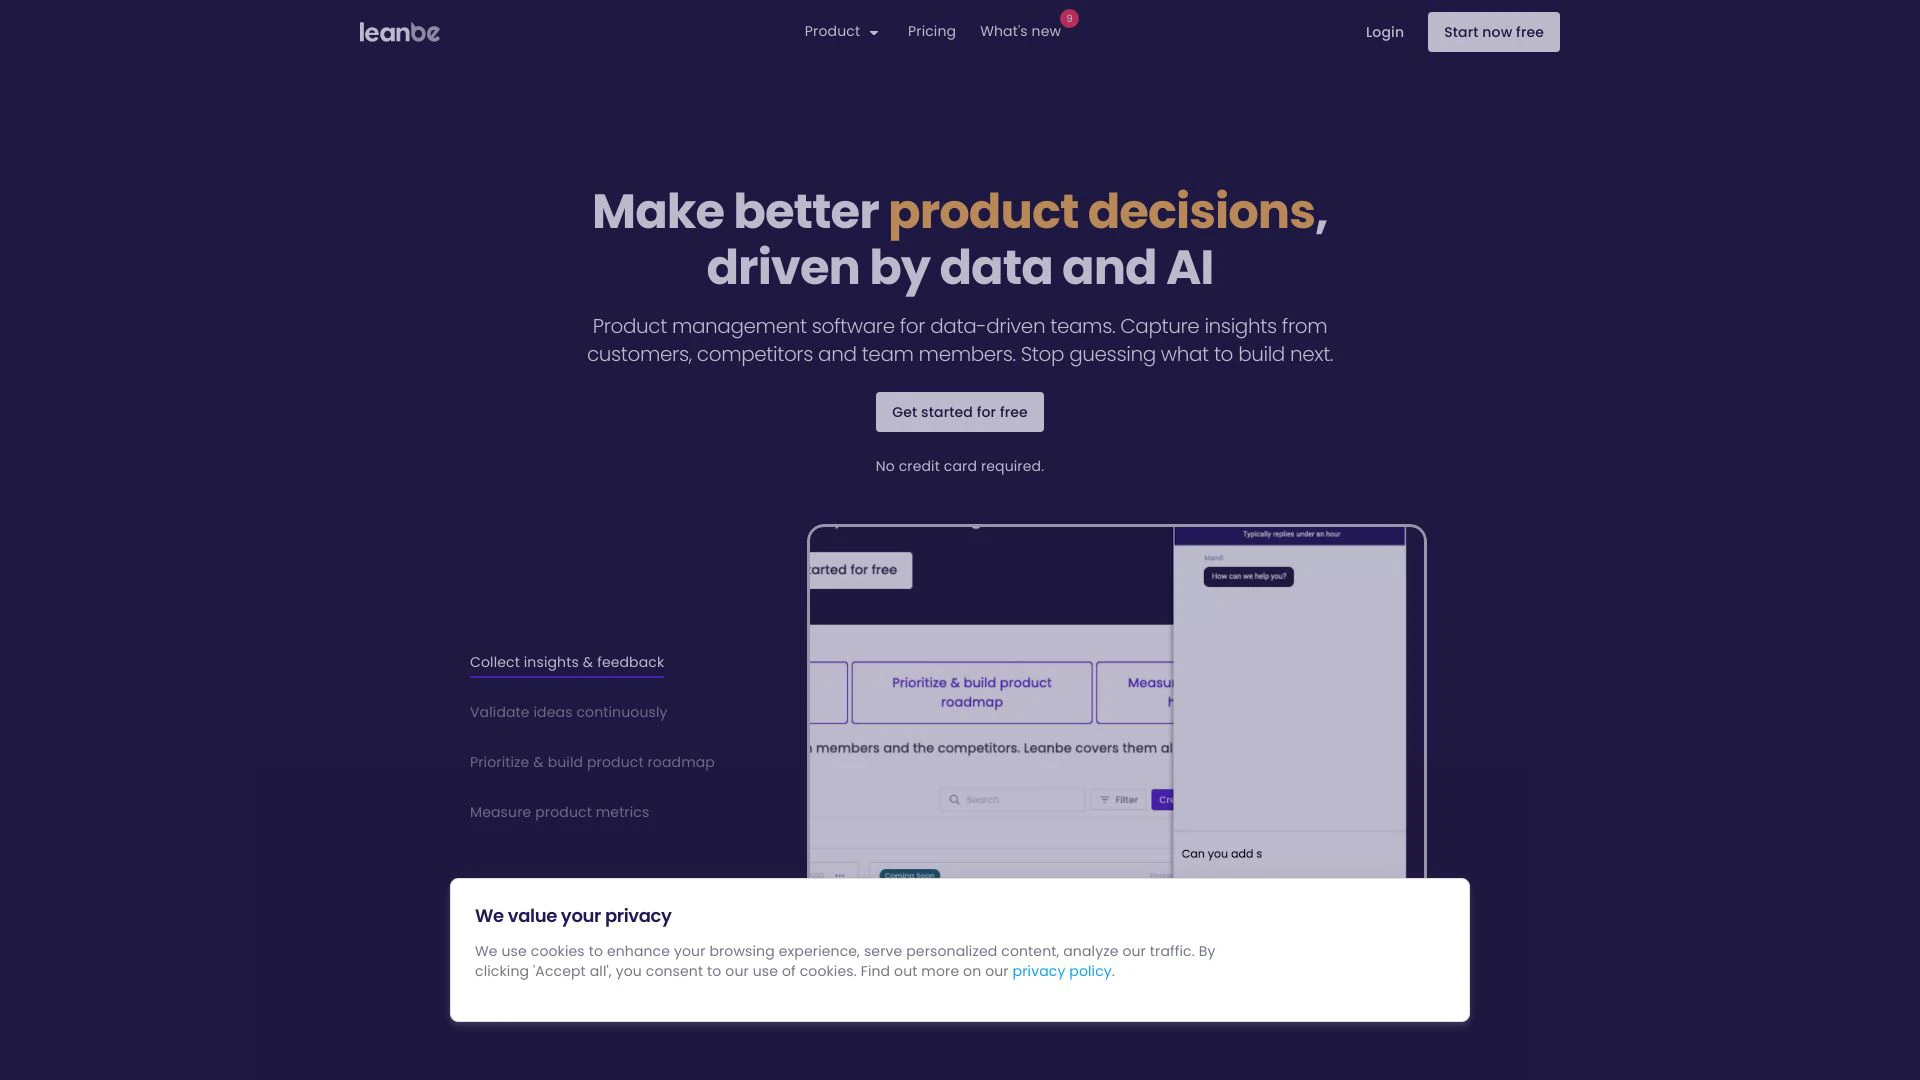 leanbe
Product
Pricing
What's new
9
Login
Start now free
Make better product decisions,
driven by data and AI
Product management software for data-driven teams. Capture insights from
customers, competitors and team members. Stop guessing what to build next.
Get started for free
No credit card required.
Collect insights & feedback
Validate ideas continuously
Prioritize & build product roadmap
Measure product metrics
Typically replies under an hour
How can we help you?
arted for free
Prioritize & build product
roadmap
Measu
members and the competitors. Leanbe covers them al
Search
Filter
Cre
Can you add s
Coming Soon
Poste
We value your privacy
We use cookies to enhance your browsing experience, serve personalized content, analyze our traffic. By
clicking 'Accept all', you consent to our use of cookies. Find out more on our privacy policy.